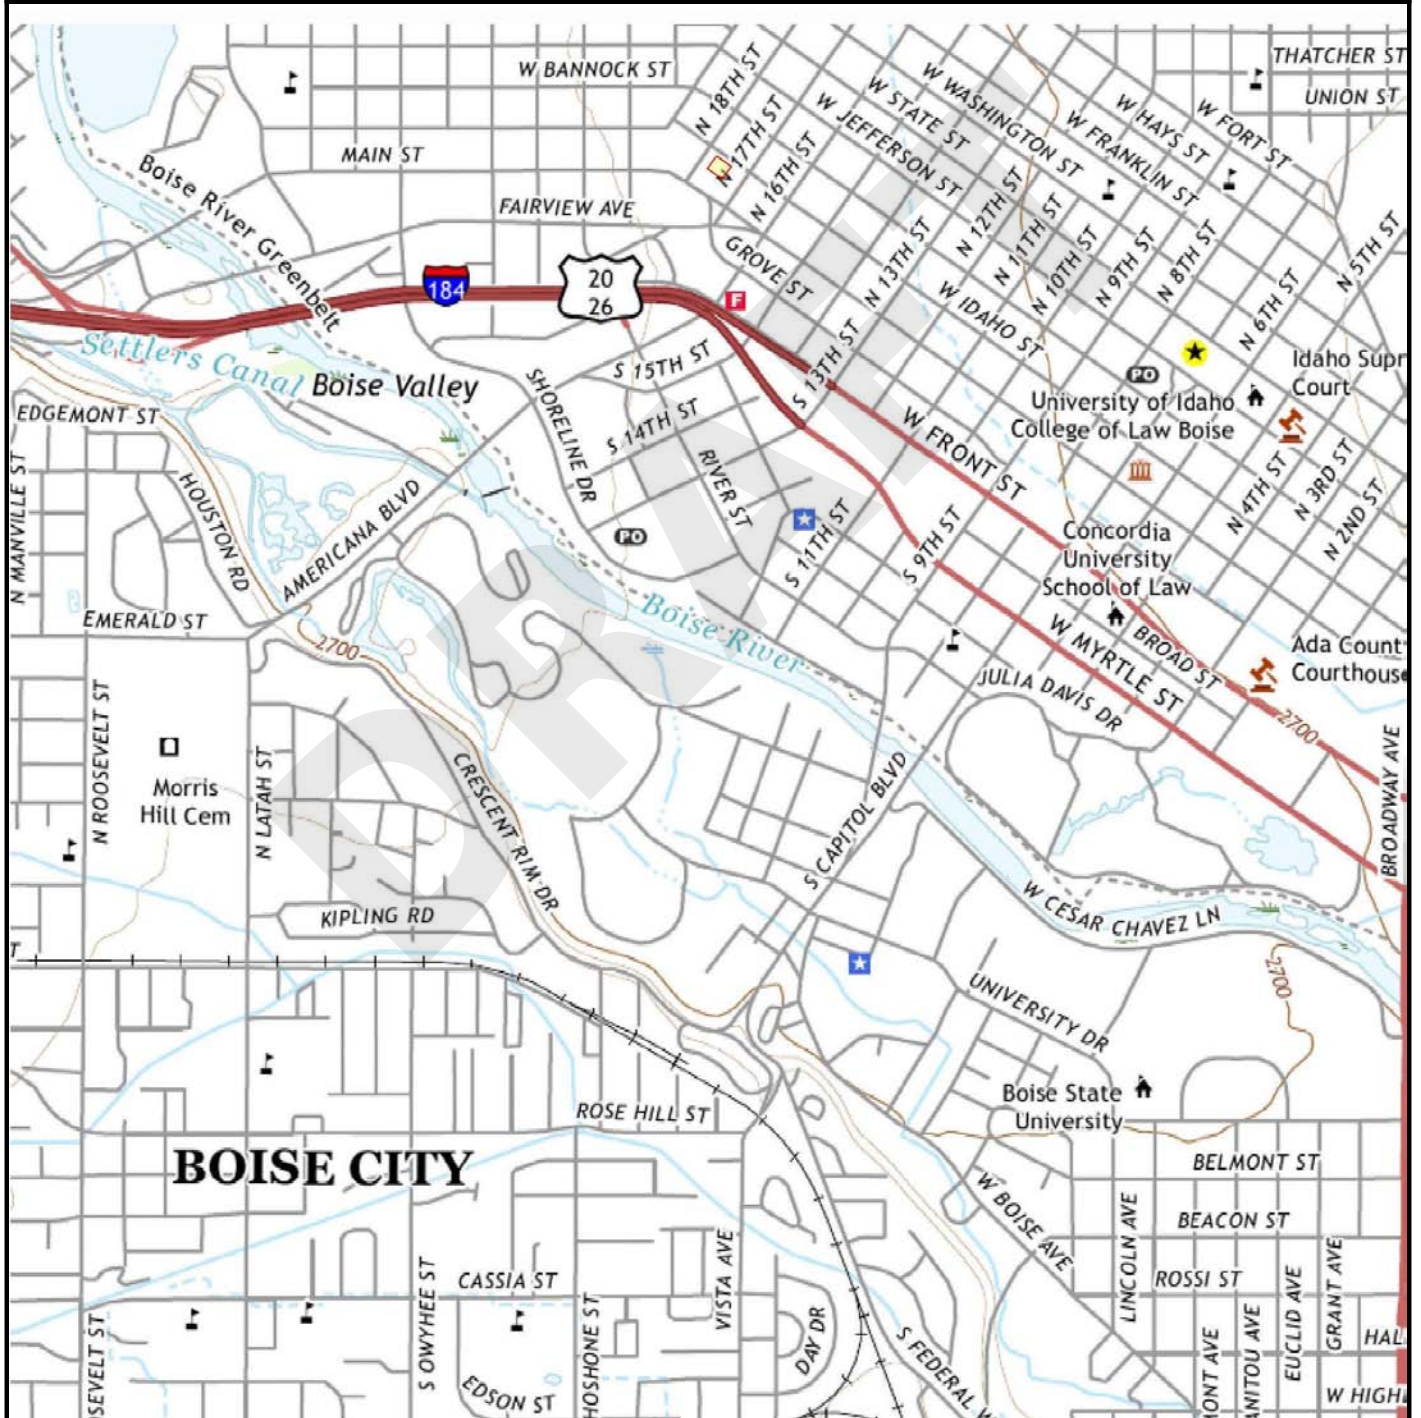 THATCHER ST
W BANNOCK ST
UNION ST
N 18TH ST
W WASHINGTON ST
W STATE ST
W JEFFERSON ST
W HAYS ST
W FORT ST
W FRANKLIN ST
N 17TH ST
N 16TH ST
MAIN ST
Boise River Greenbelt
FAIRVIEW AVE
GROVE ST
N 13TH ST
N 12TH ST
N 11TH ST
N 10TH ST
N 9TH ST
N 8TH ST
N 6TH ST
N 5TH ST
184
20
26
F
W IDAHO ST
Settlers Canal
Boise Valley
S 15TH ST
S 13TH ST
S 14TH ST
SHORELINE DR
PO
Idaho Supr
Court
University of Idaho
College of Law Boise
EDGEMONT ST
W FRONT ST
N MANVILLE ST
HOUSTON RD
AMERICANA BLVD
RIVER ST
PO
S 11TH ST
S 9TH ST
N 4TH ST
N 3RD ST
N 2ND ST
Concordia
University
School of Law
EMERALD ST
2700
Boise River
W MYRTLE ST
BROAD ST
Ada Count
Courthouse
JULIA DAVIS DR
2700
N ROOSEVELT ST
Morris
Hill Cem
N LATAH ST
CRESCENT RIM DR
S CAPITOL BLVD
BROADWAY AVE
KIPLING RD
W CESAR CHAVEZ LN
T
2700
UNIVERSITY DR
Boise State
University
ROSE HILL ST
BOISE CITY
BELMONT ST
W BOISE AVE
LINCOLN AVE
BEACON ST
S OWYHEE ST
CASSIA ST
VISTA AVE
ROSSI ST
EUCLID AVE
GRANT AVE
SEVELT ST
HOSHONE ST
DAY DR
S FEDERAL W
MONT AVE
ANITOU AVE
HAL
EDSON ST
W HIGH
DRAFT